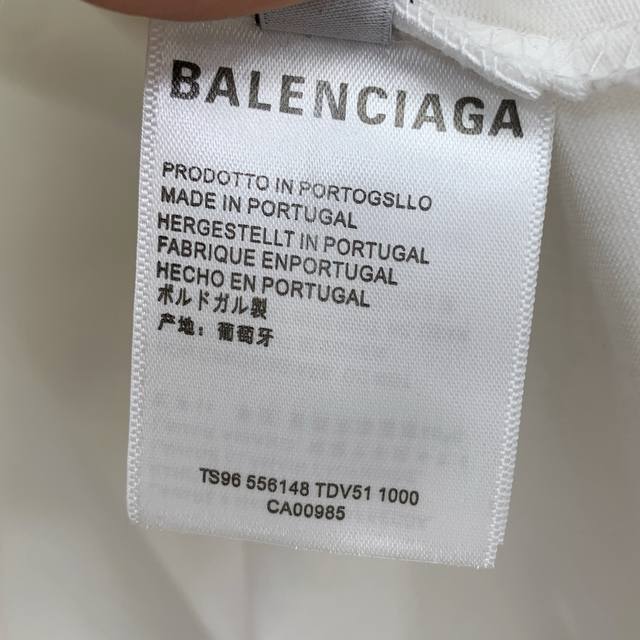 BALENCIAGA
PRODOTTO IN PORTOGSLLO
MADE IN PORTUGAL
HERGESTELLT IN PORTUGAL
FABRIQUE ENPORTUGAL
HECHO EN PORTUGAL
ボルドガル製
产地：葡萄牙
TS96 556148 TDV51 1000
CA00985